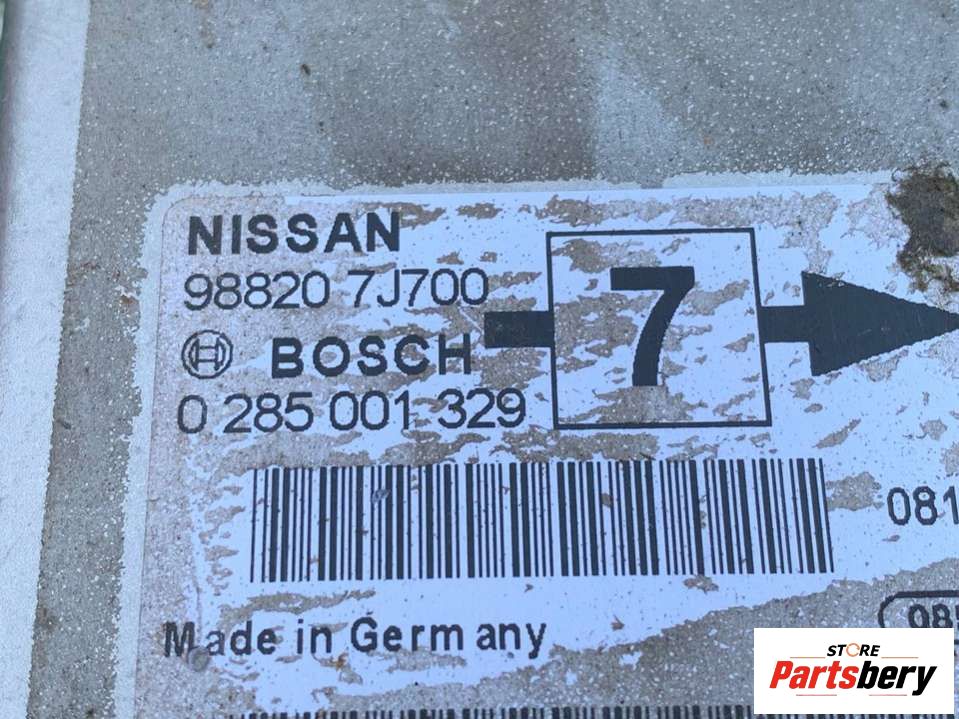 NISSAN
98820 7J700
BOSCH
0 285 001 329
7
081
Made in Germany
STORE
Partsbery